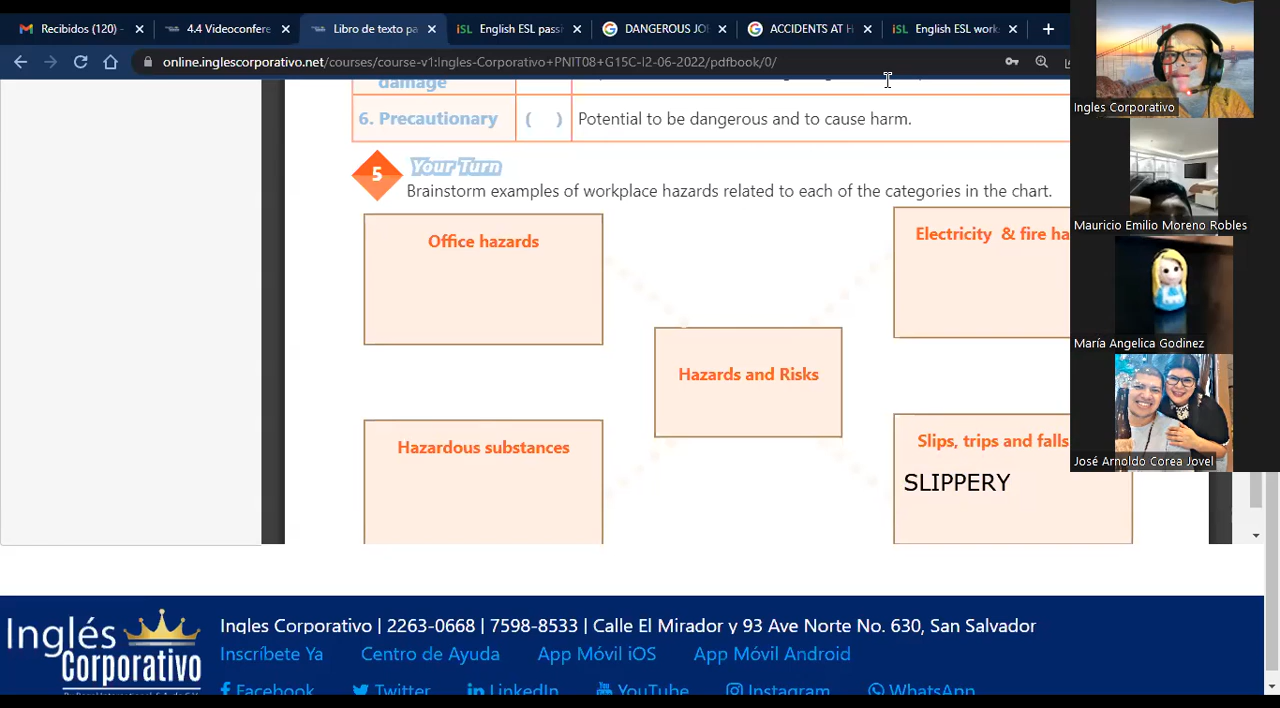 Recibidos (120) -
4.4 Videoconfere
Libro de texto pa
English ESL passi
DANGEROUS JO
ACCIDENTS AT H
English ESL work
online.inglescorporativo.net/courses/course-v1:Ingles-Corporativo+PNIT08+G15C-I2-06-2022/pdfbook/0/
damage
6. Precautionary ( ) Potential to be dangerous and to cause harm.
5 Your Turn
Brainstorm examples of workplace hazards related to each of the categories in the chart.
Office hazards
Electricity & fire ha
Hazards and Risks
Hazardous substances
Slips, trips and falls
SLIPPERY
Ingles Corporativo
Mauricio Emilio Moreno Robles
María Angelica Godinez
José Arnoldo Corea Jovel
Inglés Corporativo
Ingles Corporativo | 2263-0668 | 7598-8533 | Calle El Mirador y 93 Ave Norte No. 630, San Salvador
Inscríbete Ya Centro de Ayuda App Móvil iOS App Móvil Android
Facebook Twitter LinkedIn YouTube Instagram WhatsApp